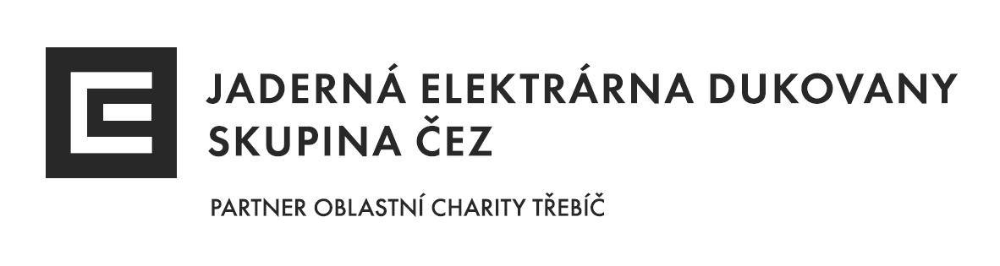 JADERNÁ ELEKTRÁRNA DUKOVANY
SKUPINA ČEZ
PARTNER OBLASTNÍ CHARITY TŘEBÍČ